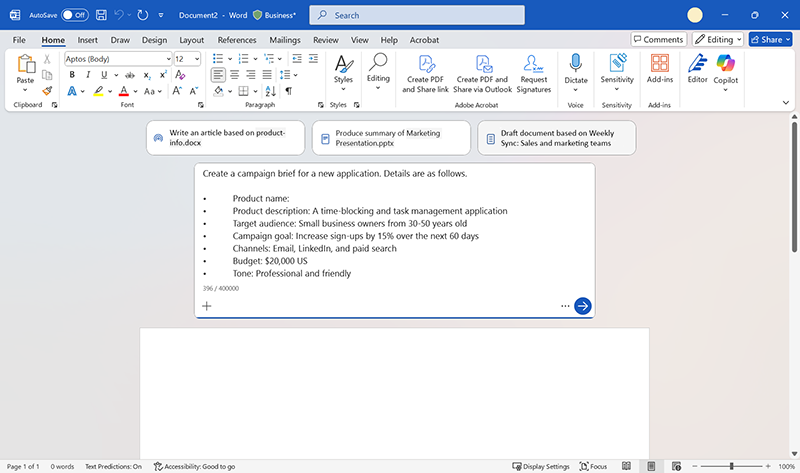 AutoSave Off Document2 - Word Business* Search
File Home Insert Draw Design Layout References Mailings Review View Help Acrobat Comments Editing Share
Paste
Clipboard
Aptos (Body) 12
B I U ab x₂ x² A
A A Aa A A
Font
Paragraph
Styles
Styles
Editing
Create PDF
and Share link
Create PDF and
Share via Outlook
Request
Signatures
Adobe Acrobat
Dictate
Voice
Sensitivity
Sensitivity
Add-ins
Add-ins
Editor
Copilot
Write an article based on product-
info.docx
Produce summary of Marketing
Presentation.pptx
Draft document based on Weekly
Sync: Sales and marketing teams
Create a campaign brief for a new application. Details are as follows.
• Product name:
• Product description: A time-blocking and task management application
• Target audience: Small business owners from 30-50 years old
• Campaign goal: Increase sign-ups by 15% over the next 60 days
• Channels: Email, LinkedIn, and paid search
• Budget: $20,000 US
• Tone: Professional and friendly
396 / 400000
Page 1 of 1 0 words Text Predictions: On Accessibility: Good to go Display Settings Focus 100%